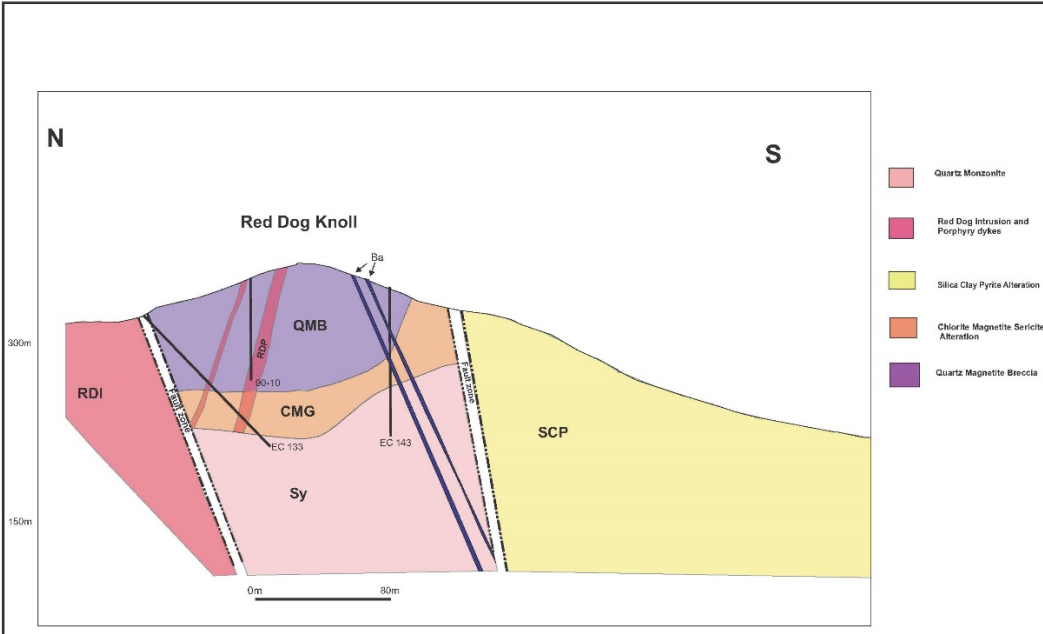 N
S
Red Dog Knoll
Ba
QMB
RDP
300m
90-10
RDI
Fault zone
CMG
Fault zone
EC 133
EC 143
SCP
Sy
150m
0m
80m
Quartz Monzonite
Red Dog Intrusion and
Porphyry dykes
Silica Clay Pyrite Alteration
Chlorite Magnetite Sericite
Alteration
Quartz Magnetite Breccia